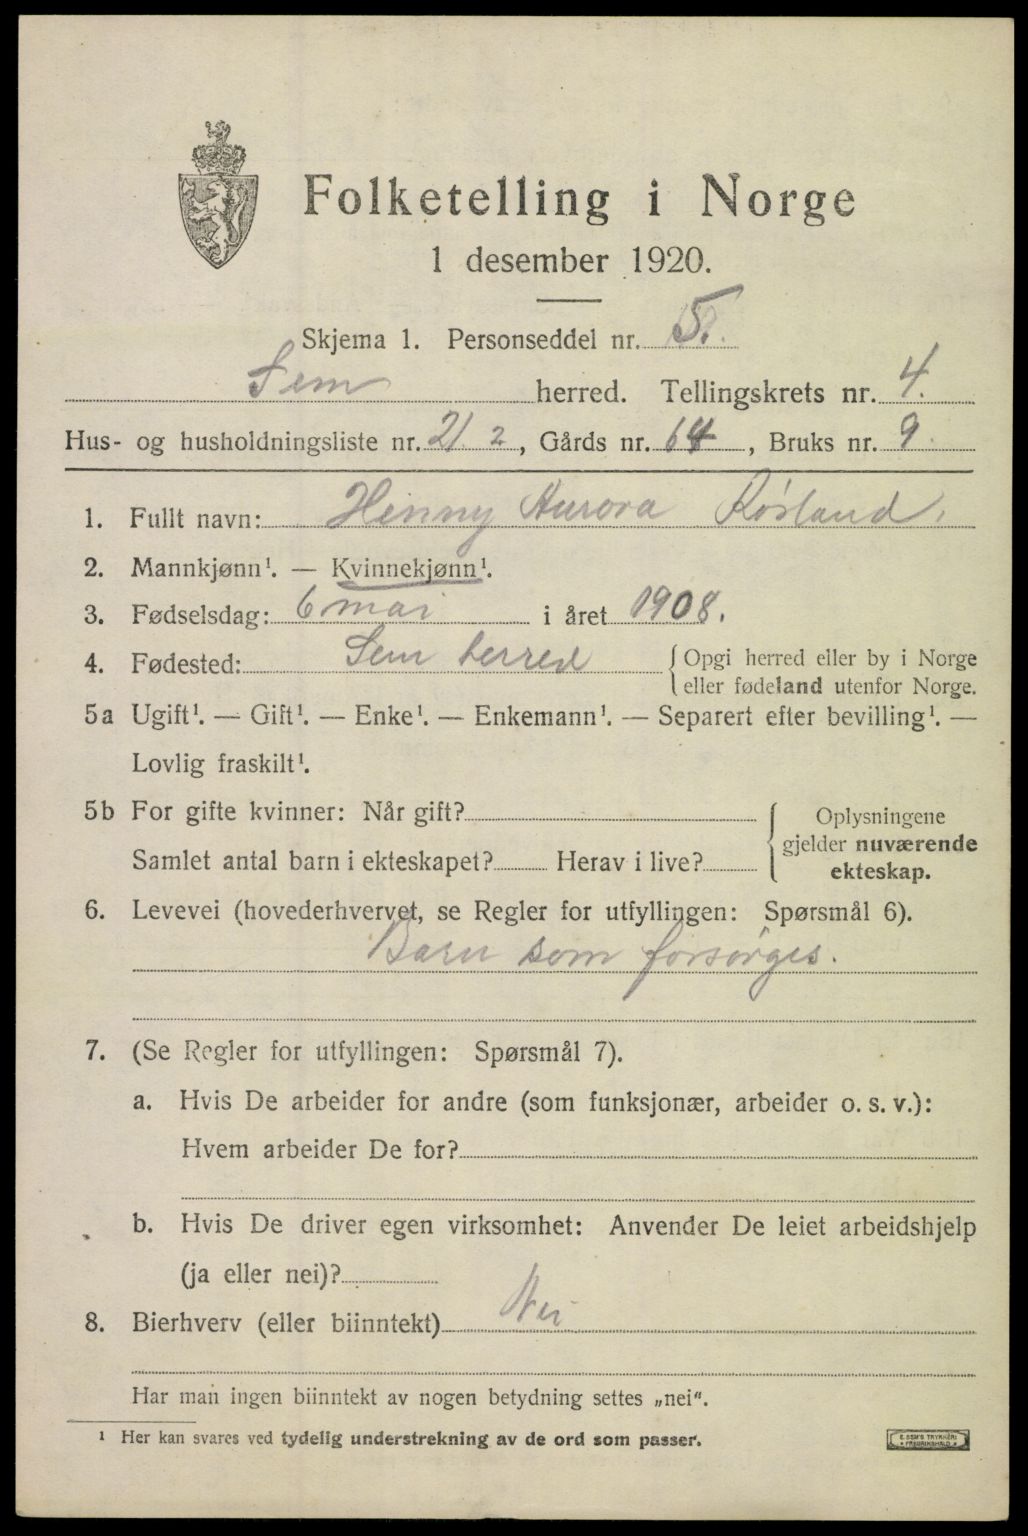 Folketelling i Norge
1 desember 1920.
Skjema 1. Personseddel nr. 5.
Sem herred. Tellingskrets nr. 4.
Hus- og husholdningsliste nr. 21. 2, Gårds nr. 64, Bruks nr. 9.
1. Fullt navn: Henny Aurora Røsland.
2. Mannkjønn¹. — Kvinnekjønn¹.
3. Fødselsdag: 6 mai i året 1908.
4. Fødested: Sem herred { Opgi herred eller by i Norge
eller fødeland utenfor Norge.
5a Ugift¹. — Gift¹. — Enke¹. — Enkemann¹. — Separert efter bevilling¹. —
Lovlig fraskilt¹.
5b For gifte kvinner: Når gift? { Oplysningene
gjelder nuværende
Samlet antal barn i ekteskapet? Herav i live? ekteskap.
6. Levevei (hovederhvervet, se Regler for utfyllingen: Spørsmål 6).
Barn som forsørges.
7. (Se Regler for utfyllingen: Spørsmål 7).
a. Hvis De arbeider for andre (som funksjonær, arbeider o. s. v.):
Hvem arbeider De for?
b. Hvis De driver egen virksomhet: Anvender De leiet arbeidshjelp
(ja eller nei)?
8. Bierhverv (eller biinntekt) Nei
Har man ingen biinntekt av nogen betydning settes „nei".
¹ Her kan svares ved tydelig understrekning av de ord som passer.
E. SEM'S TRYKKERI
FREDRIKSHALD